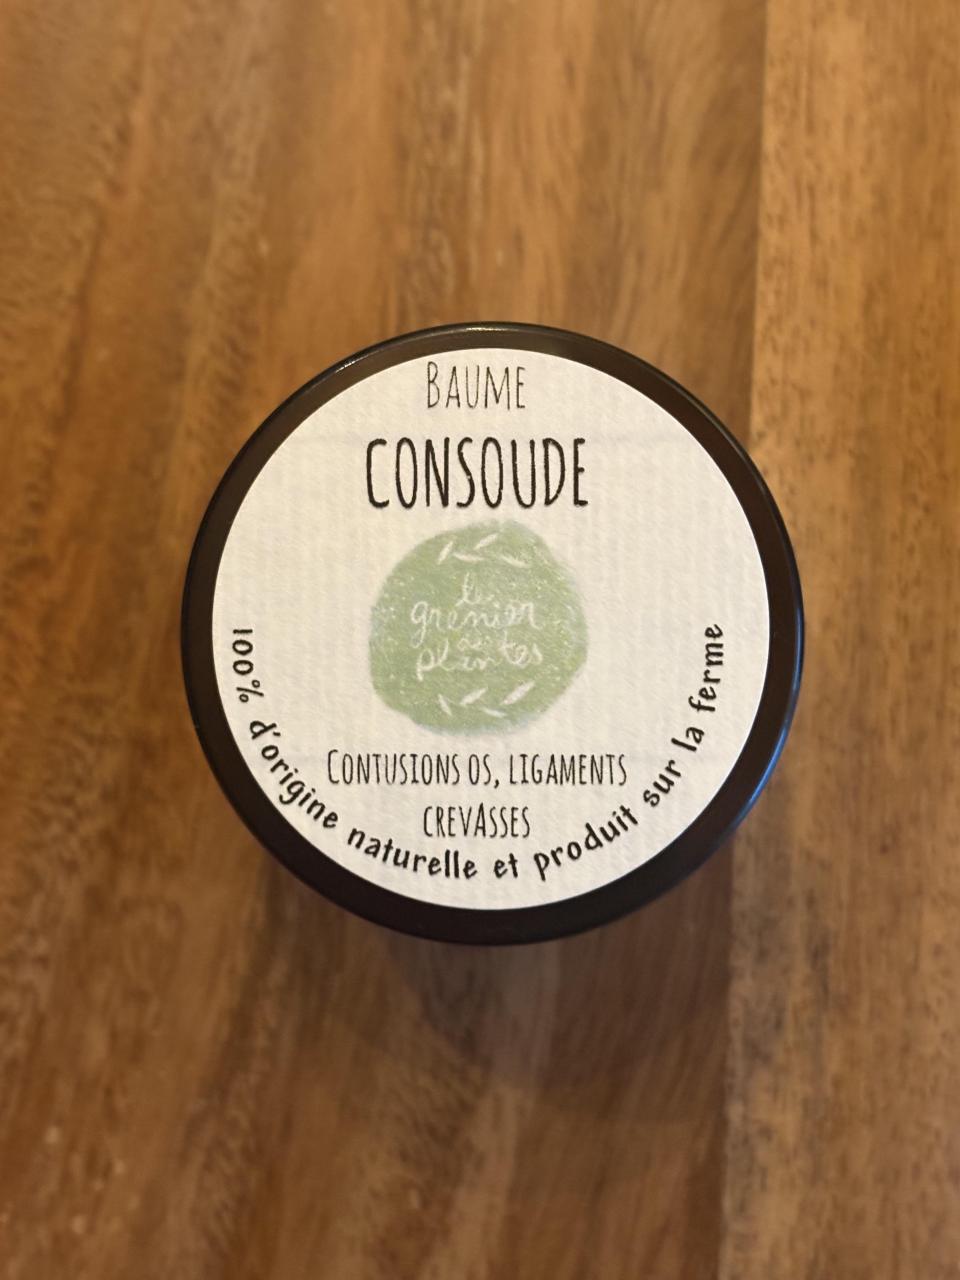 BAUME
CONSOUDE
le
grenier
des
plantes
CONTUSIONS OS, LIGAMENTS
CREVASSES
100% d'origine naturelle et produit sur la ferme